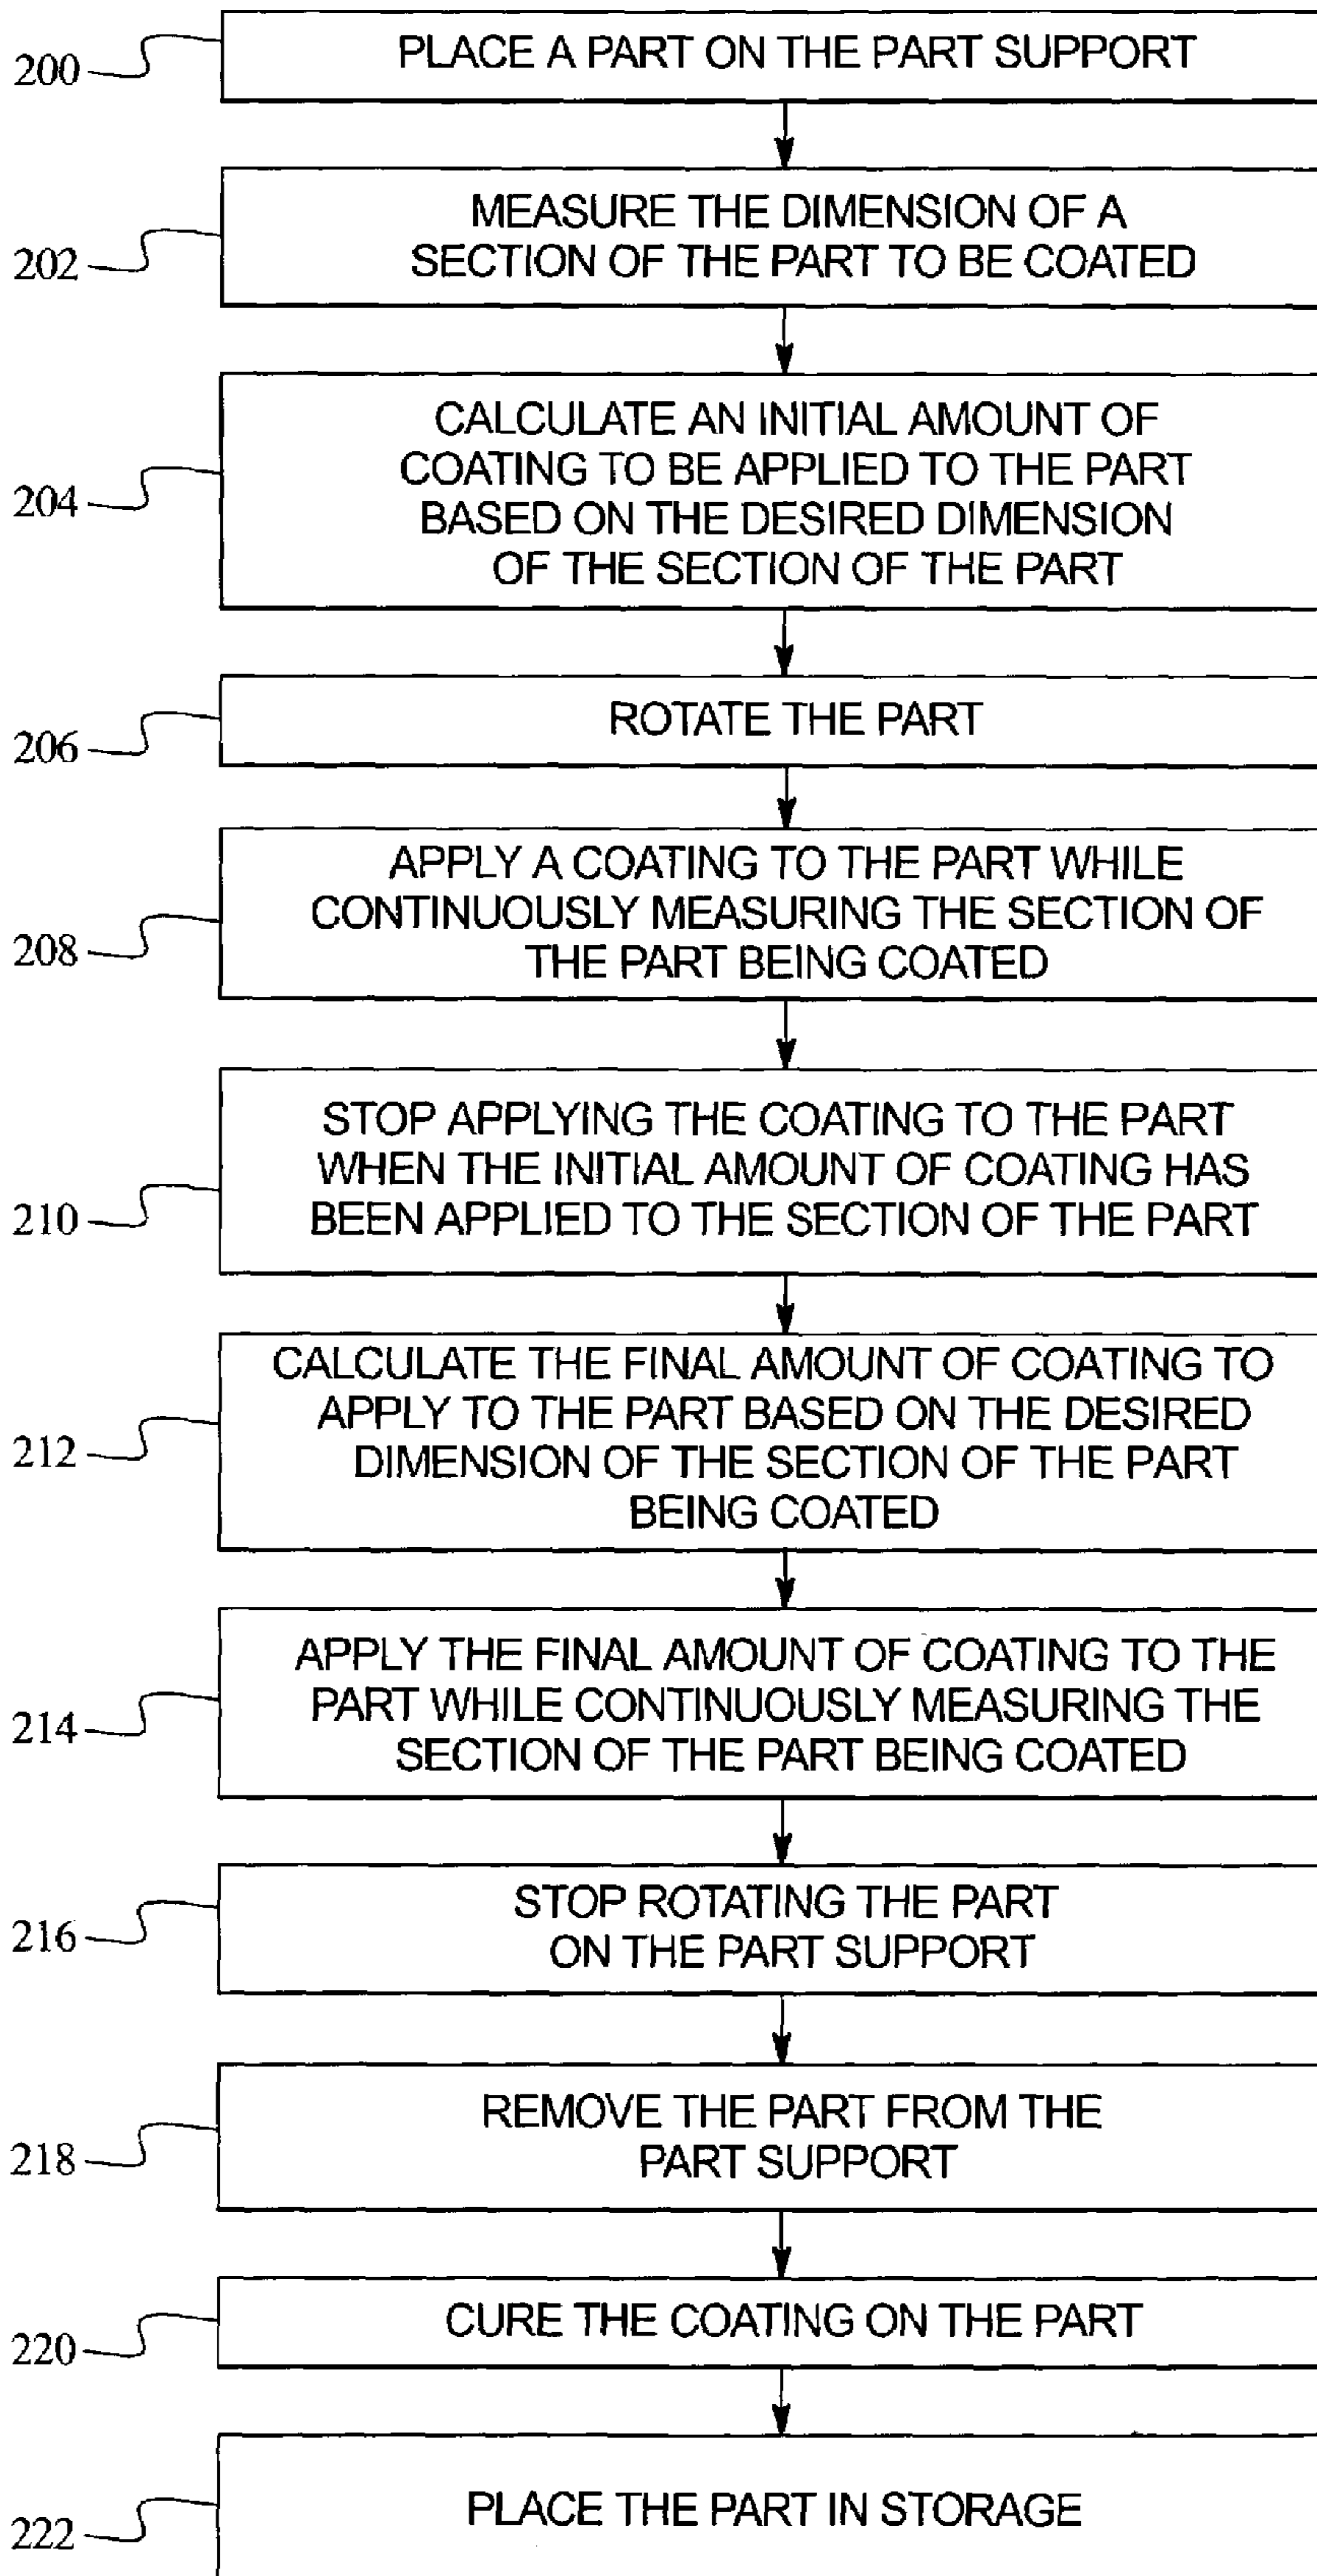 200
PLACE A PART ON THE PART SUPPORT
202
MEASURE THE DIMENSION OF A
SECTION OF THE PART TO BE COATED
204
CALCULATE AN INITIAL AMOUNT OF
COATING TO BE APPLIED TO THE PART
BASED ON THE DESIRED DIMENSION
OF THE SECTION OF THE PART
206
ROTATE THE PART
208
APPLY A COATING TO THE PART WHILE
CONTINUOUSLY MEASURING THE SECTION OF
THE PART BEING COATED
210
STOP APPLYING THE COATING TO THE PART
WHEN THE INITIAL AMOUNT OF COATING HAS
BEEN APPLIED TO THE SECTION OF THE PART
212
CALCULATE THE FINAL AMOUNT OF COATING TO
APPLY TO THE PART BASED ON THE DESIRED
DIMENSION OF THE SECTION OF THE PART
BEING COATED
214
APPLY THE FINAL AMOUNT OF COATING TO THE
PART WHILE CONTINUOUSLY MEASURING THE
SECTION OF THE PART BEING COATED
216
STOP ROTATING THE PART
ON THE PART SUPPORT
218
REMOVE THE PART FROM THE
PART SUPPORT
220
CURE THE COATING ON THE PART
222
PLACE THE PART IN STORAGE